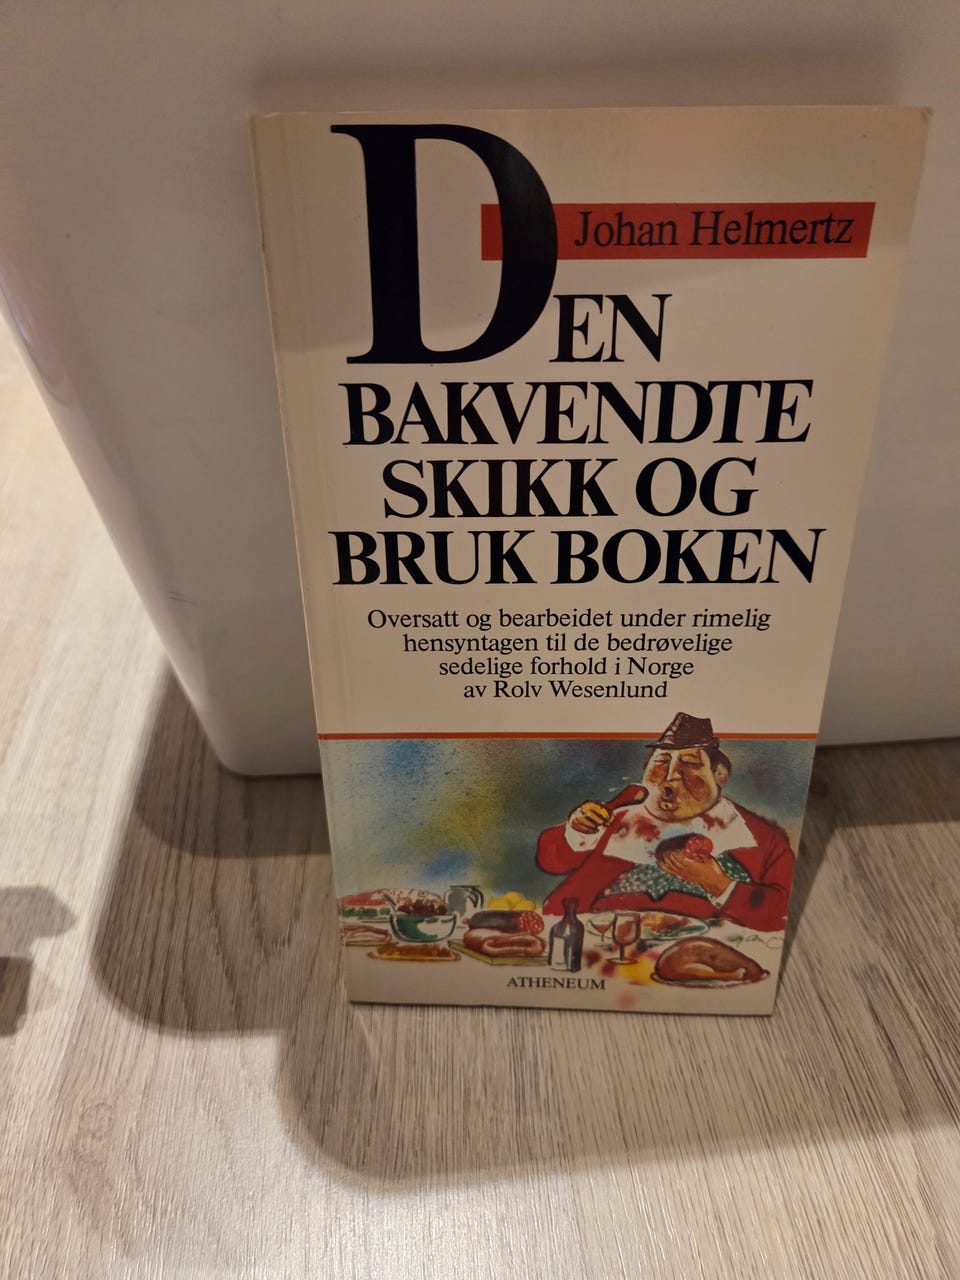 Johan Helmertz
DEN
BAKVENDTE
SKIKK OG
BRUK BOKEN
Oversatt og bearbeidet under rimelig
hensyntagen til de bedrøvelige
sedelige forhold i Norge
av Rolv Wesenlund
ATHENEUM